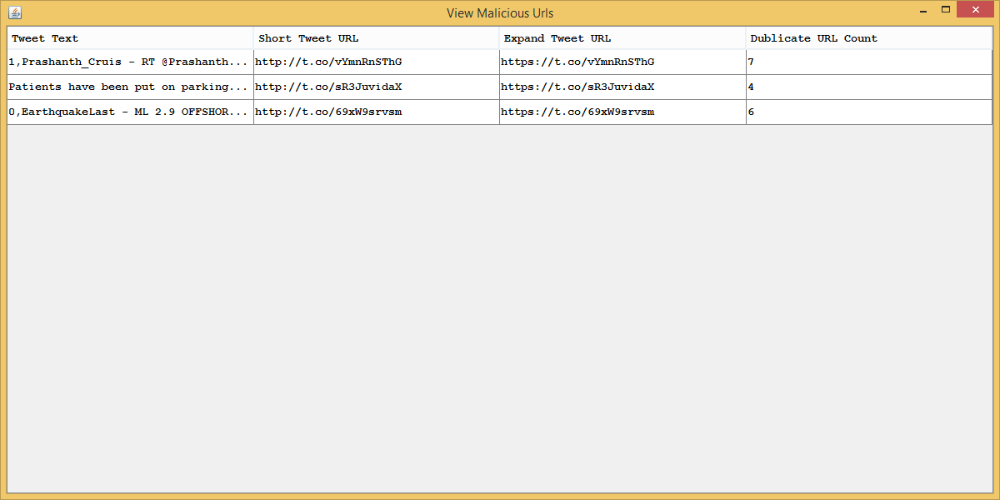 View Malicious Urls
Tweet Text Short Tweet URL Expand Tweet URL Dublicate URL Count
1,Prashanth_Cruis - RT @Prashanth... http://t.co/vYmnRnSThG https://t.co/vYmnRnSThG 7
Patients have been put on parking... http://t.co/sR3JuvidaX https://t.co/sR3JuvidaX 4
0,EarthquakeLast - ML 2.9 OFFSHOR... http://t.co/69xW9srvsm https://t.co/69xW9srvsm 6